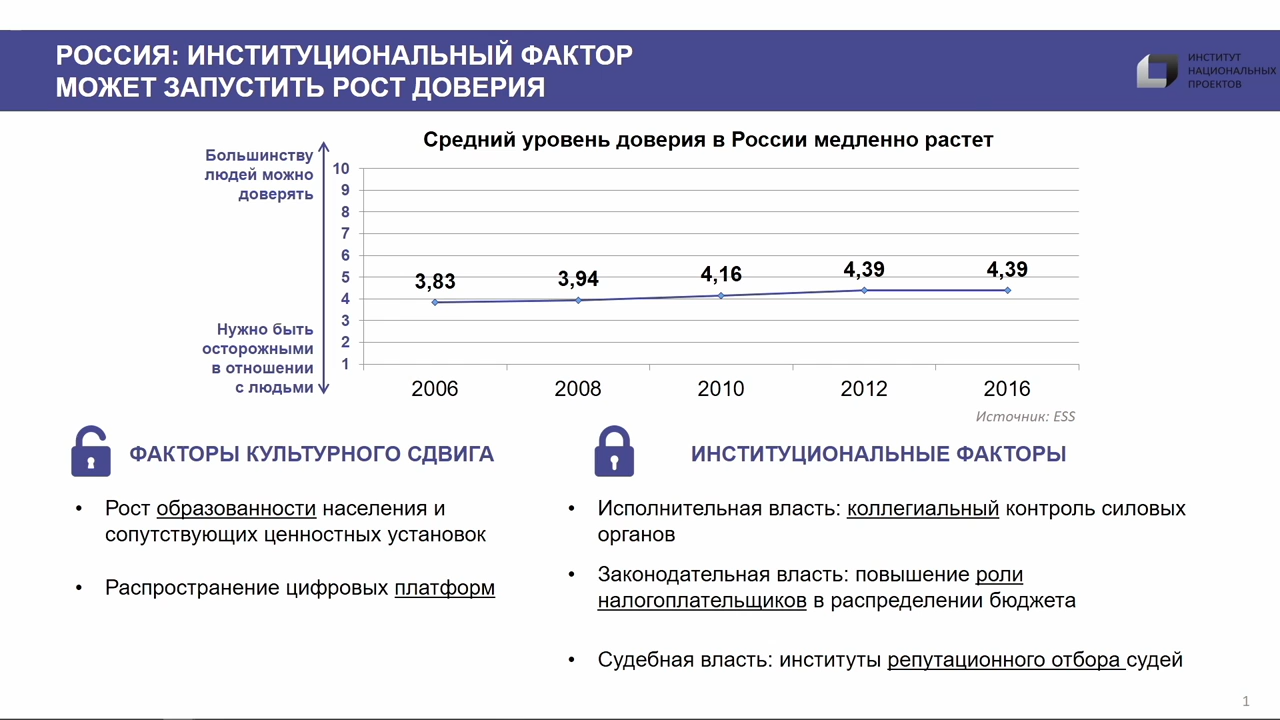 РОССИЯ: ИНСТИТУЦИОНАЛЬНЫЙ ФАКТОР
МОЖЕТ ЗАПУСТИТЬ РОСТ ДОВЕРИЯ
ИНСТИТУТ
НАЦИОНАЛЬНЫХ
ПРОЕКТОВ
Средний уровень доверия в России медленно растет
Большинству
людей можно
доверять
Нужно быть
осторожными
в отношении
с людьми
10
9
8
7
6
5
4
3
2
1
3,83
3,94
4,16
4,39
4,39
2006
2008
2010
2012
2016
Источник: ESS
ФАКТОРЫ КУЛЬТУРНОГО СДВИГА
• Рост образованности населения и
сопутствующих ценностных установок
• Распространение цифровых платформ
ИНСТИТУЦИОНАЛЬНЫЕ ФАКТОРЫ
• Исполнительная власть: коллегиальный контроль силовых
органов
• Законодательная власть: повышение роли
налогоплательщиков в распределении бюджета
• Судебная власть: институты репутационного отбора судей
1